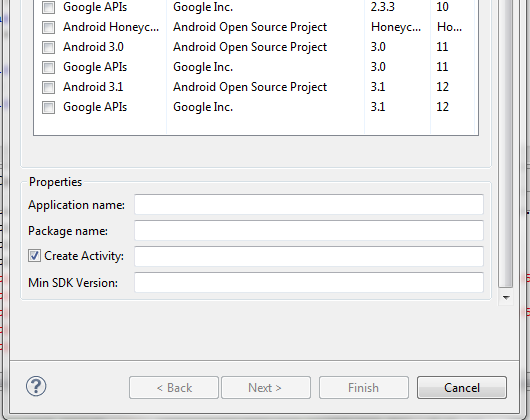 Google APIs Google Inc. 2.3.3 10
Android Honeyc... Android Open Source Project Honeyc... Ho...
Android 3.0 Android Open Source Project 3.0 11
Google APIs Google Inc. 3.0 11
Android 3.1 Android Open Source Project 3.1 12
Google APIs Google Inc. 3.1 12
Properties
Application name:
Package name:
Create Activity:
Min SDK Version:
?
< Back Next > Finish Cancel